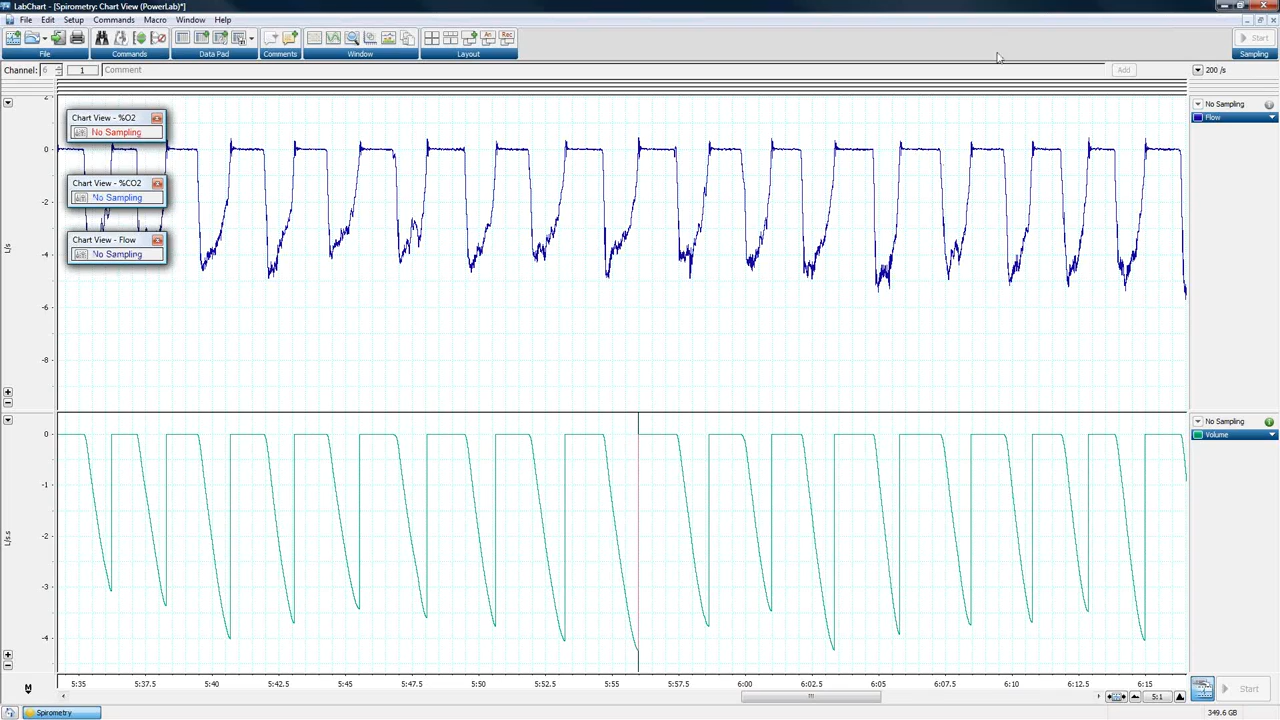 LabChart - [Spirometry: Chart View (PowerLab)*]
File Edit Setup Commands Macro Window Help
File Commands Data Pad Comments Window Layout Start Sampling
Channel: 6 1 Comment Add 200 /s
2
Chart View - %O2
No Sampling
No Sampling
Flow
0
Chart View - %CO2
No Sampling
-2
Chart View - Flow
No Sampling
L/s
-4
-6
-8
No Sampling
Volume
0
-1
L/s.s
-2
-3
-4
5:35 5:37.5 5:40 5:42.5 5:45 5:47.5 5:50 5:52.5 5:55 5:57.5 6:00 6:02.5 6:05 6:07.5 6:10 6:12.5 6:15
5:1 Start
Spirometry 349.6 GB